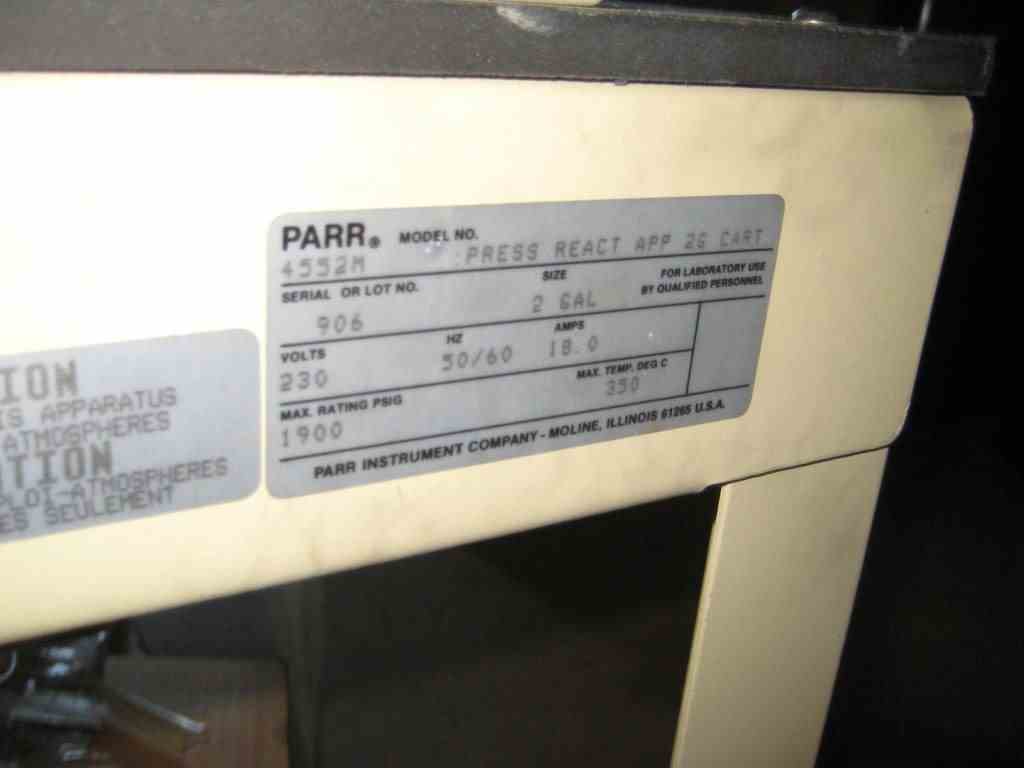 PARR® MODEL NO.
4552M :PRESS REACT APP 2G CART
SERIAL OR LOT NO. SIZE FOR LABORATORY USE
BY QUALIFIED PERSONNEL
906 2 GAL
VOLTS HZ AMPS
230 50/60 18.0
MAX. RATING PSIG MAX. TEMP. DEG C
1900 350
PARR INSTRUMENT COMPANY - MOLINE, ILLINOIS 61265 U.S.A.
ION
IS APPARATUS
ATMOSPHERES
TION
PLOI-ATMOSPHERES
ES SEULEMENT